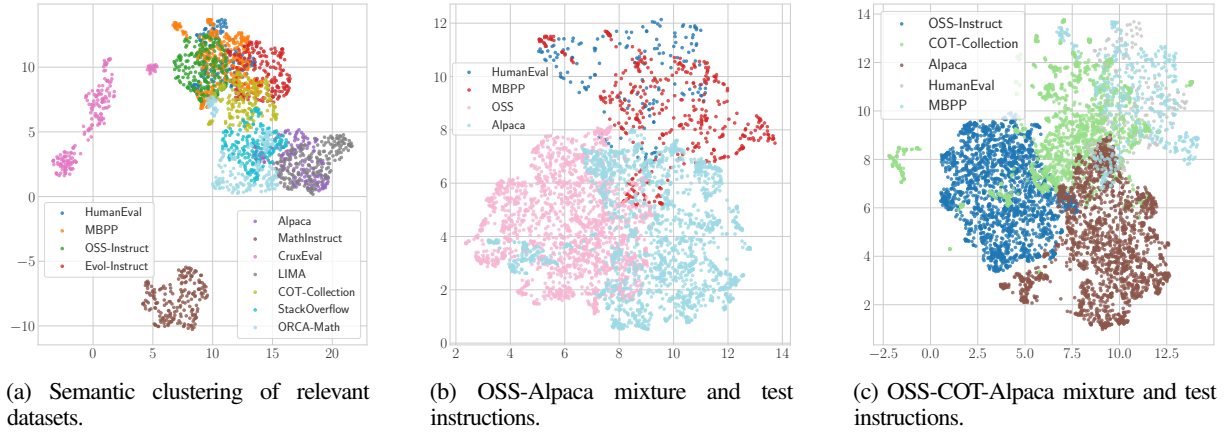 10
5
0
−5
−10
0
5
10
15
20
HumanEval
MBPP
OSS-Instruct
Evol-Instruct
Alpaca
MathInstruct
CruxEval
LIMA
COT-Collection
StackOverflow
ORCA-Math
(a) Semantic clustering of relevant
datasets.
12
10
8
6
4
2
0
2
4
6
8
10
12
14
HumanEval
MBPP
OSS
Alpaca
(b) OSS-Alpaca mixture and test
instructions.
14
12
10
8
6
4
2
−2.5
0.0
2.5
5.0
7.5
10.0
12.5
OSS-Instruct
COT-Collection
Alpaca
HumanEval
MBPP
(c) OSS-COT-Alpaca mixture and test
instructions.